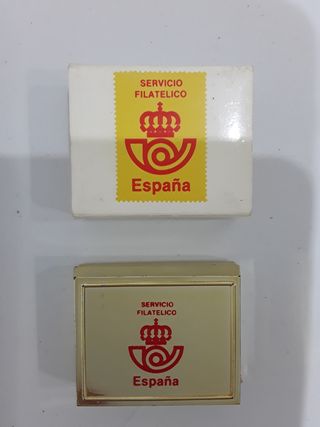 SERVICIO
FILATELICO
España
SERVICIO
FILATELICO
España